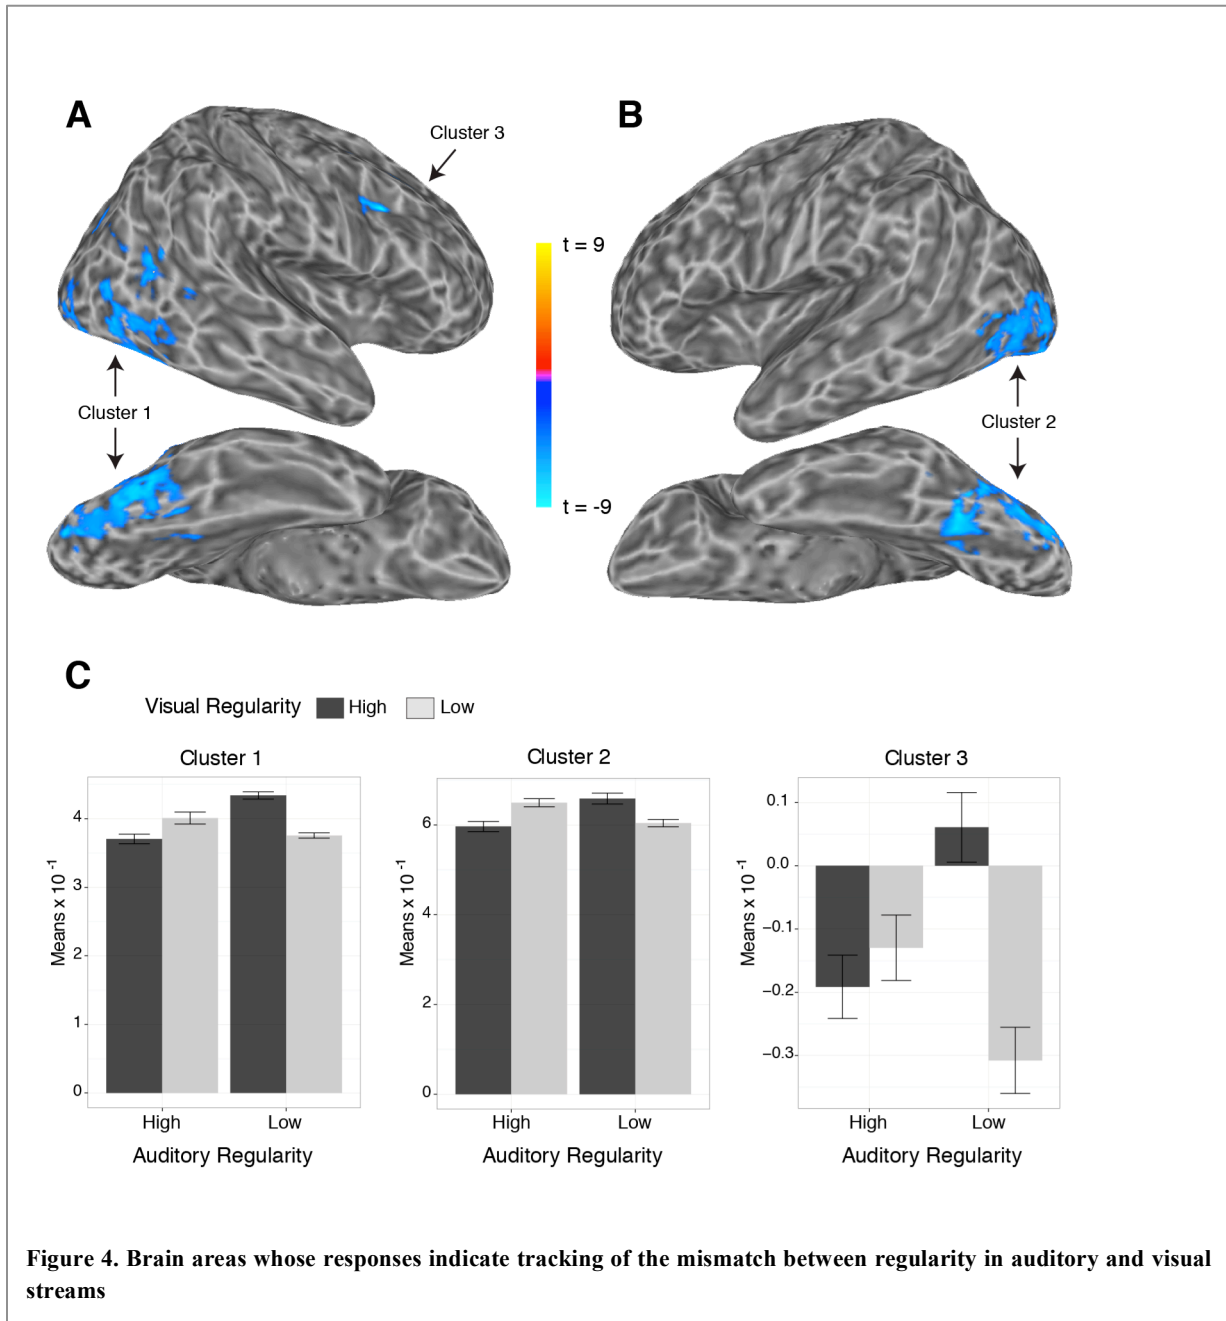 A
B
Cluster 3
t = 9
Cluster 1
Cluster 2
t = -9
C
Visual Regularity High Low
Cluster 1
Cluster 2
Cluster 3
Means x 10⁻¹
4
3
2
1
0
High Low
Auditory Regularity
Means x 10⁻¹
6
4
2
0
High Low
Auditory Regularity
Means x 10⁻¹
0.1
0.0
−0.1
−0.2
−0.3
High Low
Auditory Regularity
Figure 4. Brain areas whose responses indicate tracking of the mismatch between regularity in auditory and visual
streams